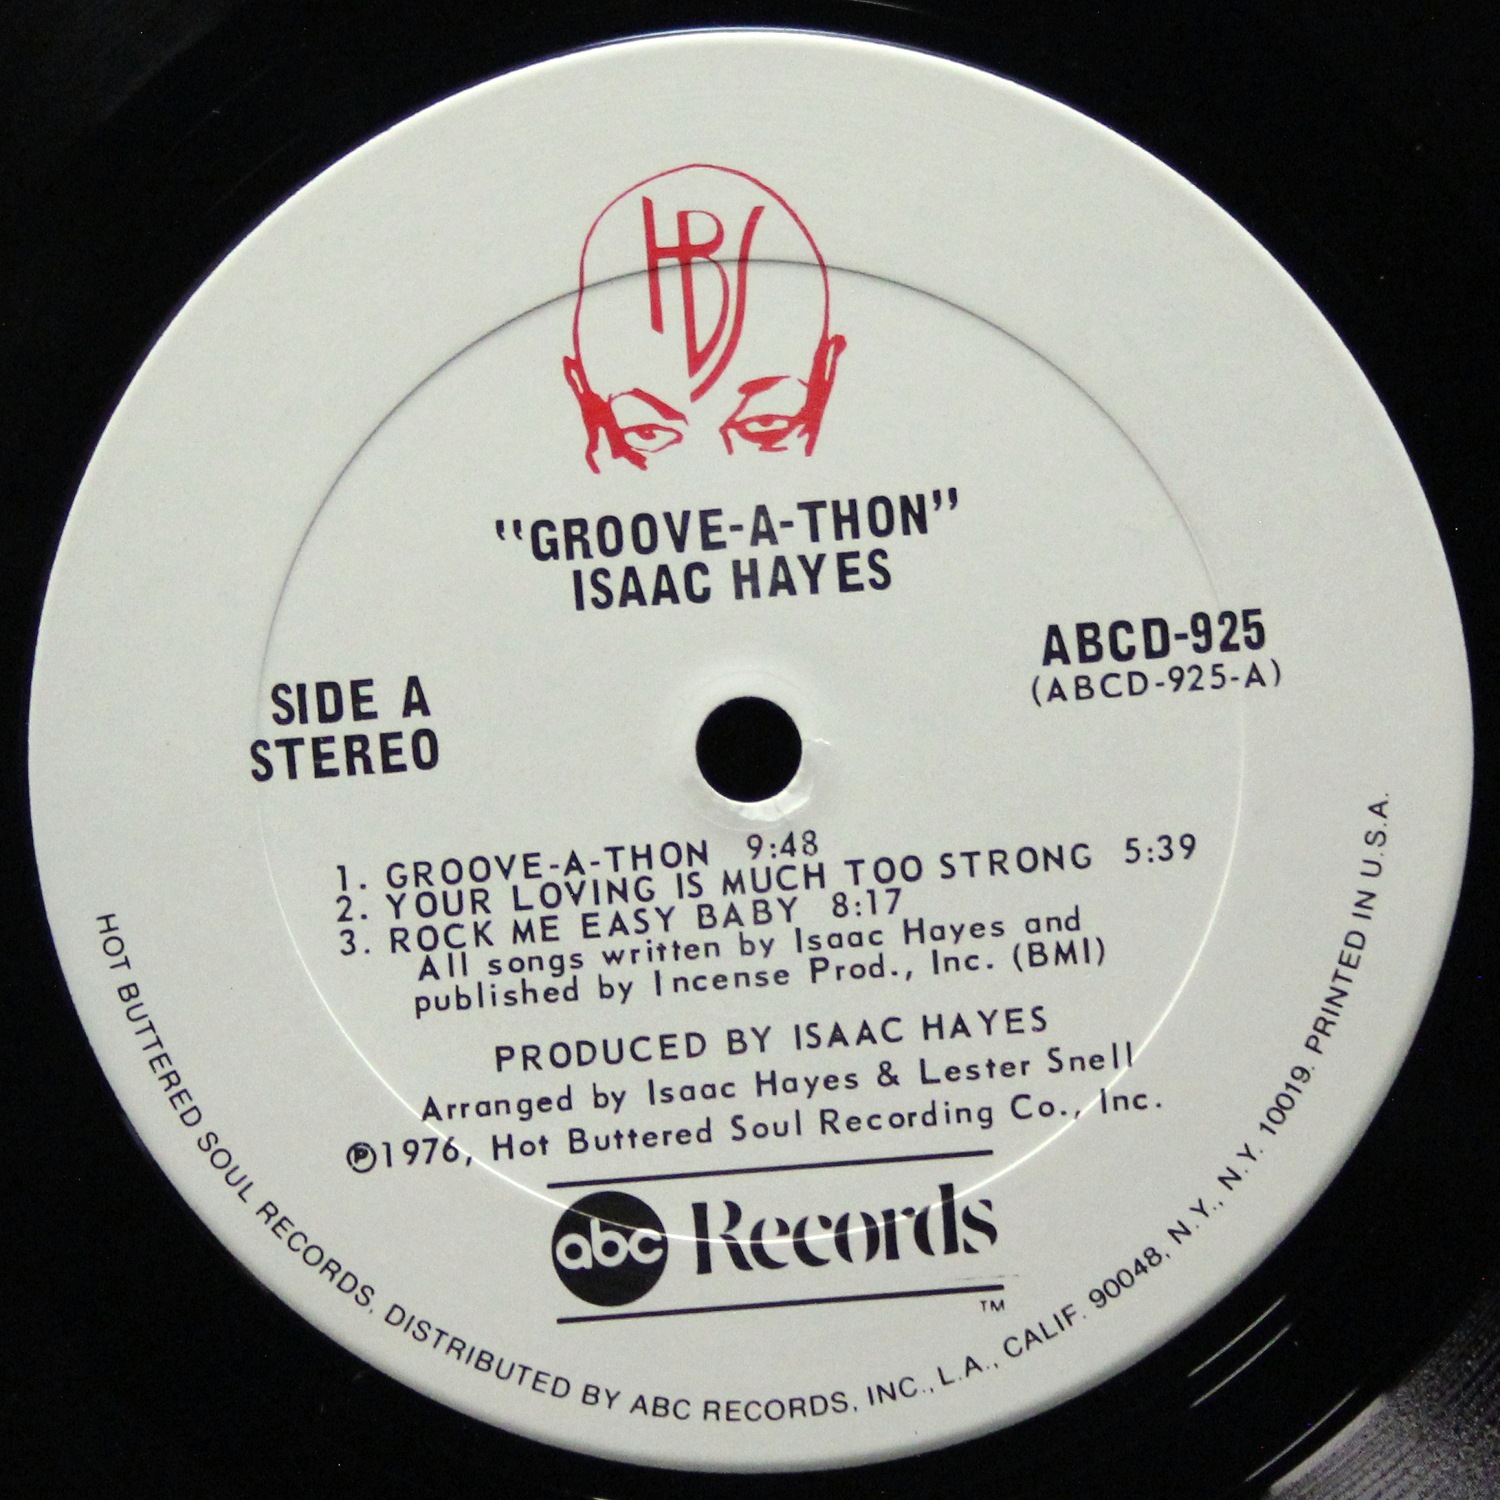 HBS
"GROOVE-A-THON"
ISAAC HAYES
ABCD-925
(ABCD-925-A)
SIDE A
STEREO
1. GROOVE-A-THON 9:48
2. YOUR LOVING IS MUCH TOO STRONG 5:39
3. ROCK ME EASY BABY 8:17
All songs written by Isaac Hayes and
published by Incense Prod., Inc. (BMI)
PRODUCED BY ISAAC HAYES
Arranged by Isaac Hayes & Lester Snell
℗1976, Hot Buttered Soul Recording Co., Inc.
abc Records
TM
HOT BUTTERED SOUL RECORDS, DISTRIBUTED BY ABC RECORDS, INC., L.A., CALIF. 90048, N.Y., N.Y. 10019. PRINTED IN U.S.A.